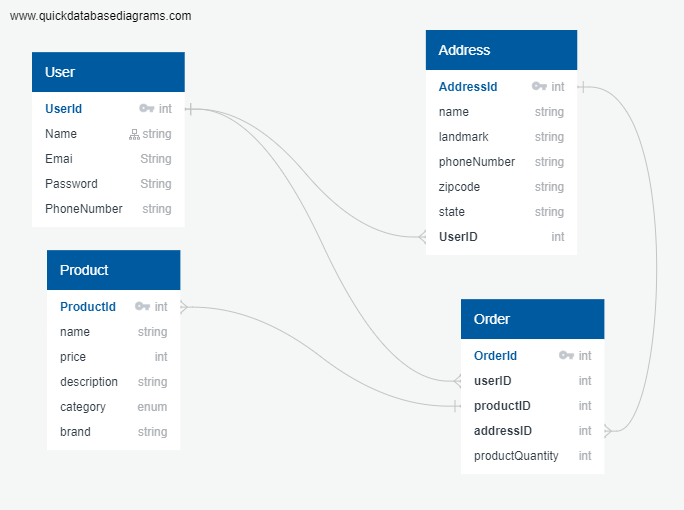 www.quickdatabasediagrams.com
User
UserId int
Name string
Emai String
Password String
PhoneNumber string
Address
AddressId int
name string
landmark string
phoneNumber string
zipcode string
state string
UserID int
Product
ProductId int
name string
price int
description string
category enum
brand string
Order
OrderId int
userID int
productID int
addressID int
productQuantity int